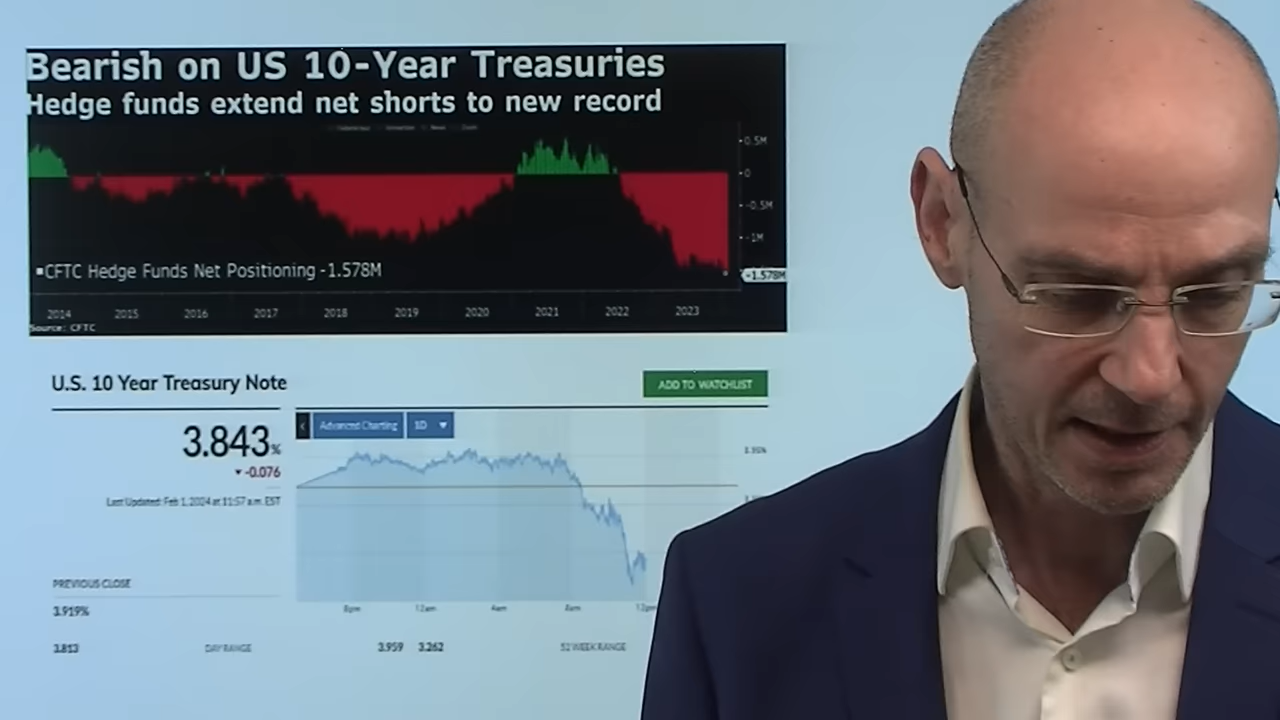 Bearish on US 10-Year Treasuries
Hedge funds extend net shorts to new record
0.5M
0
-0.5M
-1M
CFTC Hedge Funds Net Positioning -1.578M
-1.578M
2014 2015 2016 2017 2018 2019 2020 2021 2022 2023
Source: CFTC
U.S. 10 Year Treasury Note
ADD TO WATCHLIST
Advanced Charting 1D
3.843%
-0.076
Last Updated: Feb 1, 2024 at 11:57 a.m. EST
8pm 12am 4am 8am 12pm
PREVIOUS CLOSE
3.919%
3.813 DAY RANGE 3.959 3.262 52 WEEK RANGE